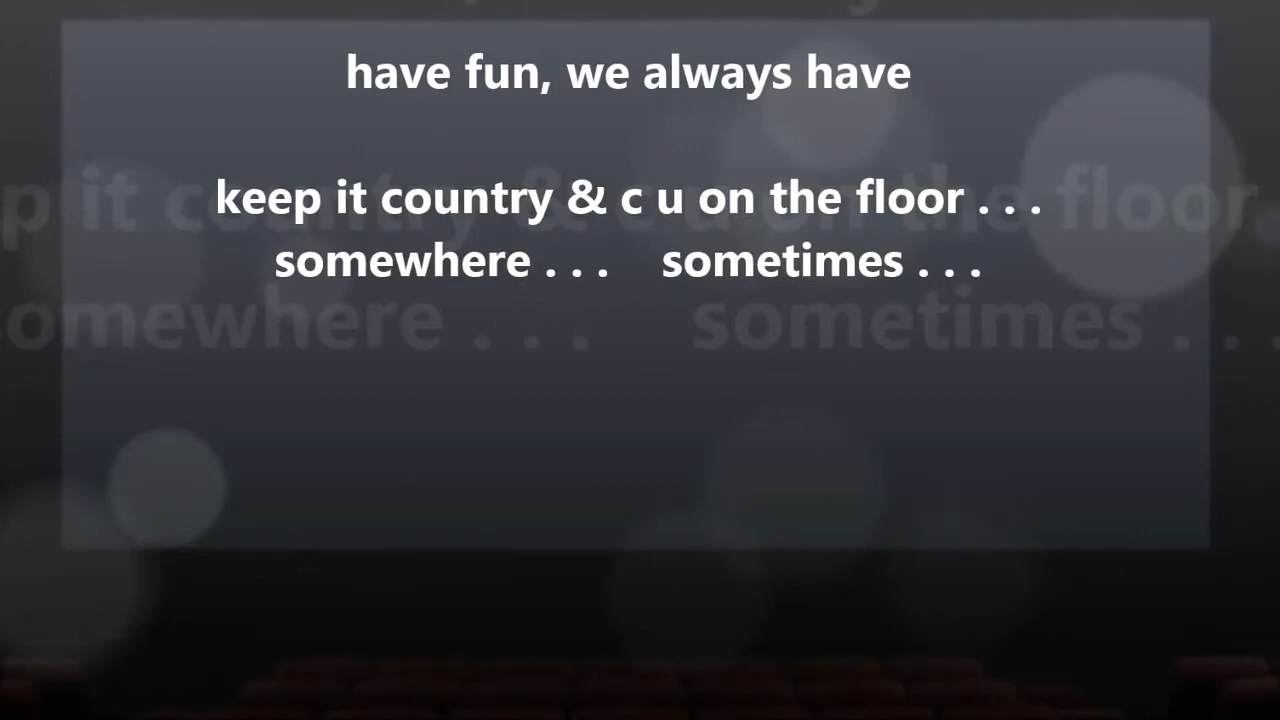 have fun, we always have
keep it country & c u on the floor . . .
somewhere . . . sometimes . . .